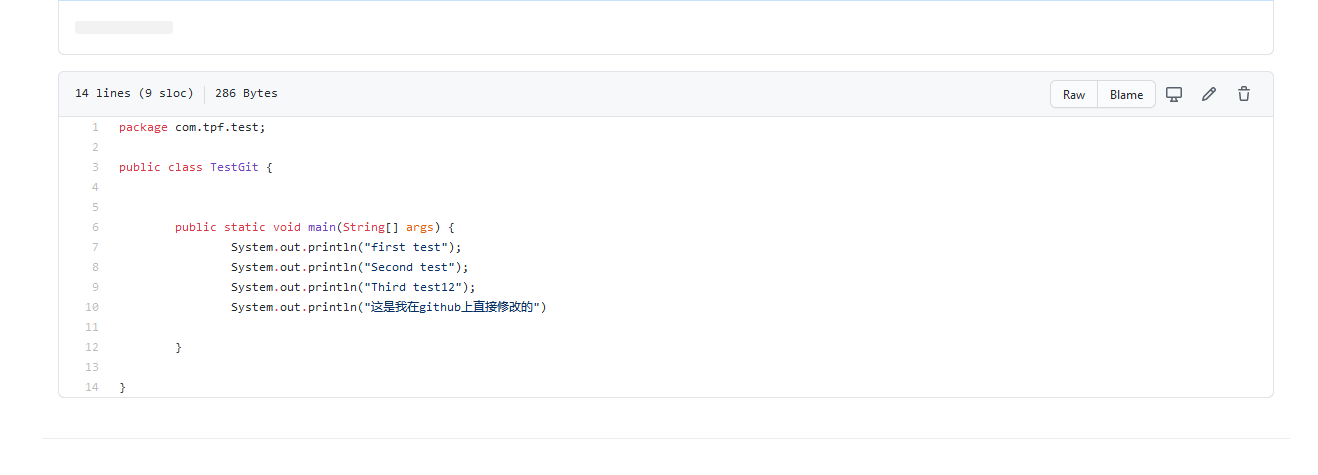 14 lines (9 sloc) 286 Bytes Raw Blame
1 package com.tpf.test;
2
3 public class TestGit {
4
5
6 public static void main(String[] args) {
7 System.out.println("first test");
8 System.out.println("Second test");
9 System.out.println("Third test12");
10 System.out.println("这是我在github上直接修改的")
11
12 }
13
14 }